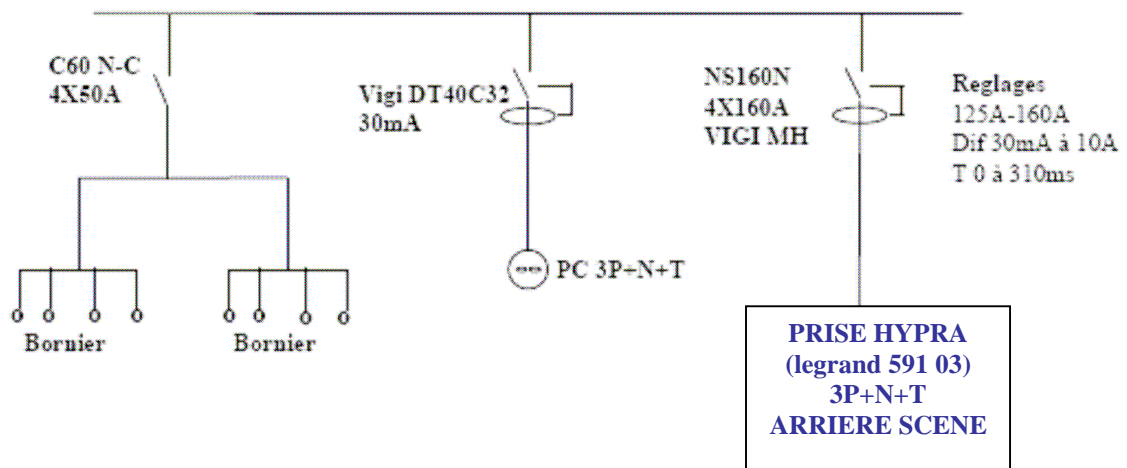 C60 N-C
4X50A
Bornier
Bornier
Vigi DT40C32
30mA
PC 3P+N+T
NS160N
4X160A
VIGI MH
Reglages
125A-160A
Dif 30mA à 10A
T 0 à 310ms
PRISE HYPRA
(legrand 591 03)
3P+N+T
ARRIERE SCENE